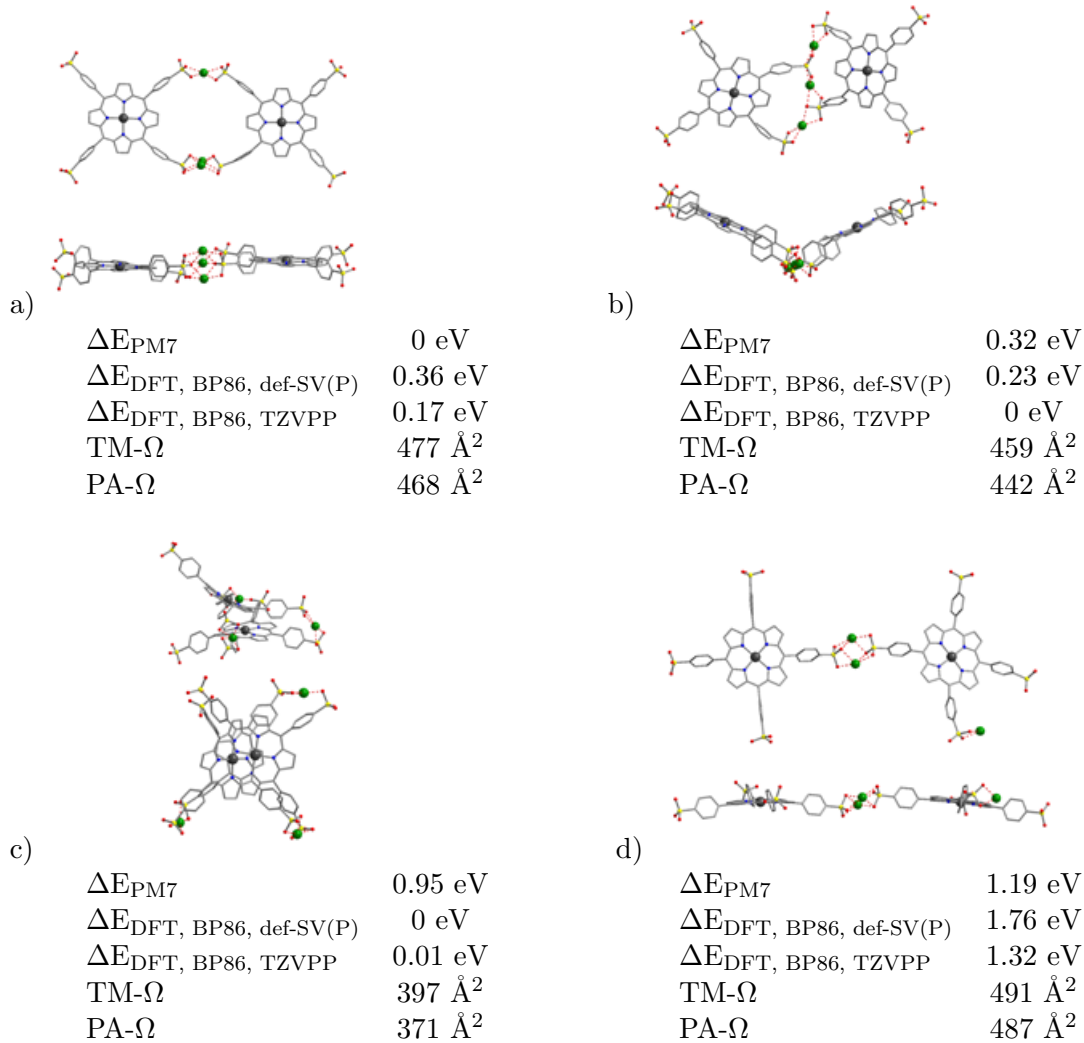 a)
ΔE_PM7 0 eV
ΔE_DFT, BP86, def-SV(P) 0.36 eV
ΔE_DFT, BP86, TZVPP 0.17 eV
TM-Ω 477 Å²
PA-Ω 468 Å²
b)
ΔE_PM7 0.32 eV
ΔE_DFT, BP86, def-SV(P) 0.23 eV
ΔE_DFT, BP86, TZVPP 0 eV
TM-Ω 459 Å²
PA-Ω 442 Å²
c)
ΔE_PM7 0.95 eV
ΔE_DFT, BP86, def-SV(P) 0 eV
ΔE_DFT, BP86, TZVPP 0.01 eV
TM-Ω 397 Å²
PA-Ω 371 Å²
d)
ΔE_PM7 1.19 eV
ΔE_DFT, BP86, def-SV(P) 1.76 eV
ΔE_DFT, BP86, TZVPP 1.32 eV
TM-Ω 491 Å²
PA-Ω 487 Å²